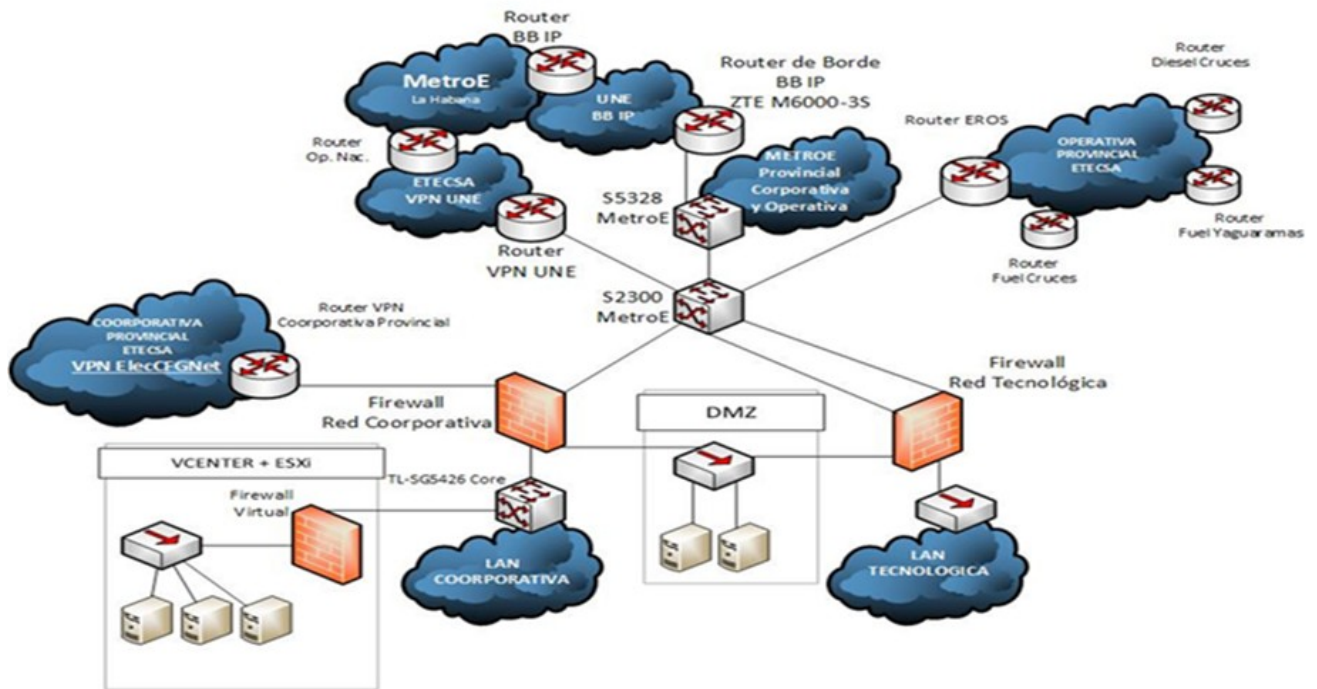 Router
BB IP
MetroE
La Habana
UNE
BB IP
Router de Borde
BB IP
ZTE M6000-3S
Router
Diesel Cruces
Router EROS
OPERATIVA
PROVINCIAL
ETECSA
Router
Op. Nac.
ETECSA
VPN UNE
METROE
Provincial
Corporativa
y Operativa
S5328
MetroE
Router
Fuel Yaguaramas
Router
Fuel Cruces
Router
VPN UNE
S2300
MetroE
Router VPN
Coorporativa Provincial
COORPORATIVA
PROVINCIAL
ETECSA
VPN ElecCFGNet
Firewall
Red Tecnológica
Firewall
Red Coorporativa
DMZ
VCENTER + ESXi
TL-SG5426 Core
Firewall
Virtual
LAN
COORPORATIVA
LAN
TECNOLOGICA